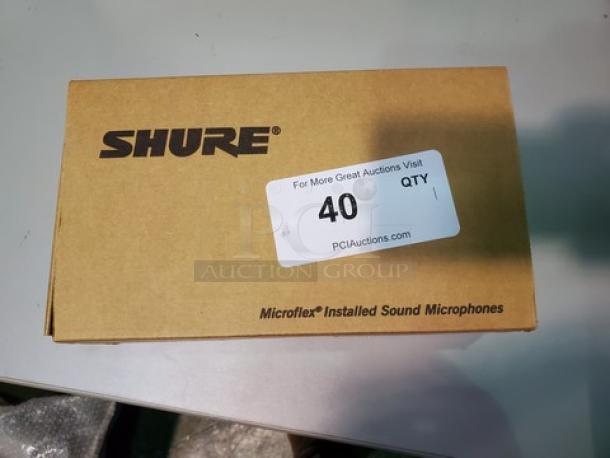 SHURE®
For More Great Auctions Visit
40 QTY
PCIAuctions.com
PCI
AUCTION GROUP
Microflex® Installed Sound Microphones